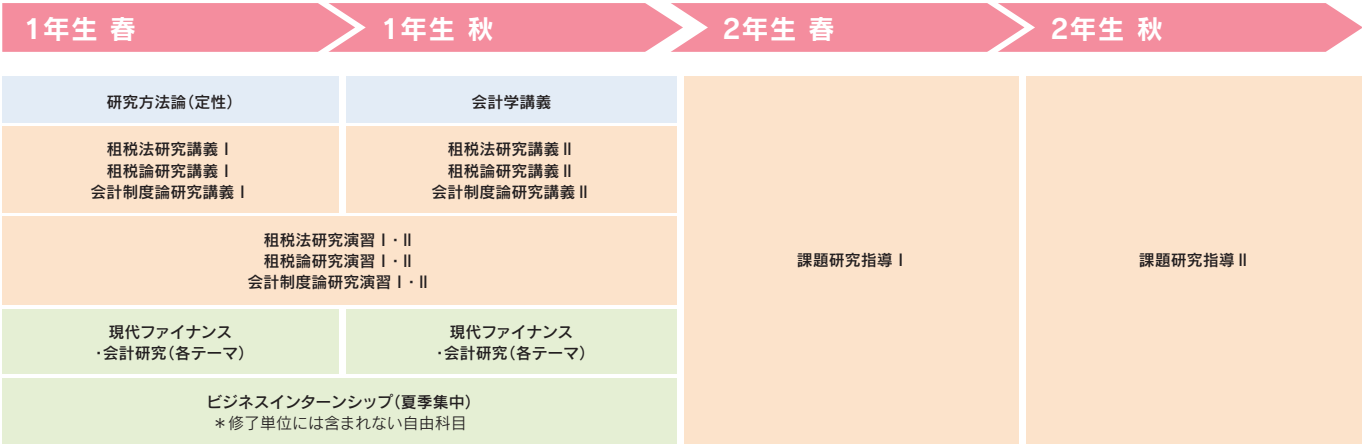 1年生 春
1年生 秋
2年生 春
2年生 秋
研究方法論(定性)
会計学講義
租税法研究講義Ⅰ
租税論研究講義Ⅰ
会計制度論研究講義Ⅰ
租税法研究講義Ⅱ
租税論研究講義Ⅱ
会計制度論研究講義Ⅱ
租税法研究演習Ⅰ・Ⅱ
租税論研究演習Ⅰ・Ⅱ
会計制度論研究演習Ⅰ・Ⅱ
現代ファイナンス
・会計研究(各テーマ)
現代ファイナンス
・会計研究(各テーマ)
ビジネスインターンシップ(夏季集中)
＊修了単位には含まれない自由科目
課題研究指導Ⅰ
課題研究指導Ⅱ